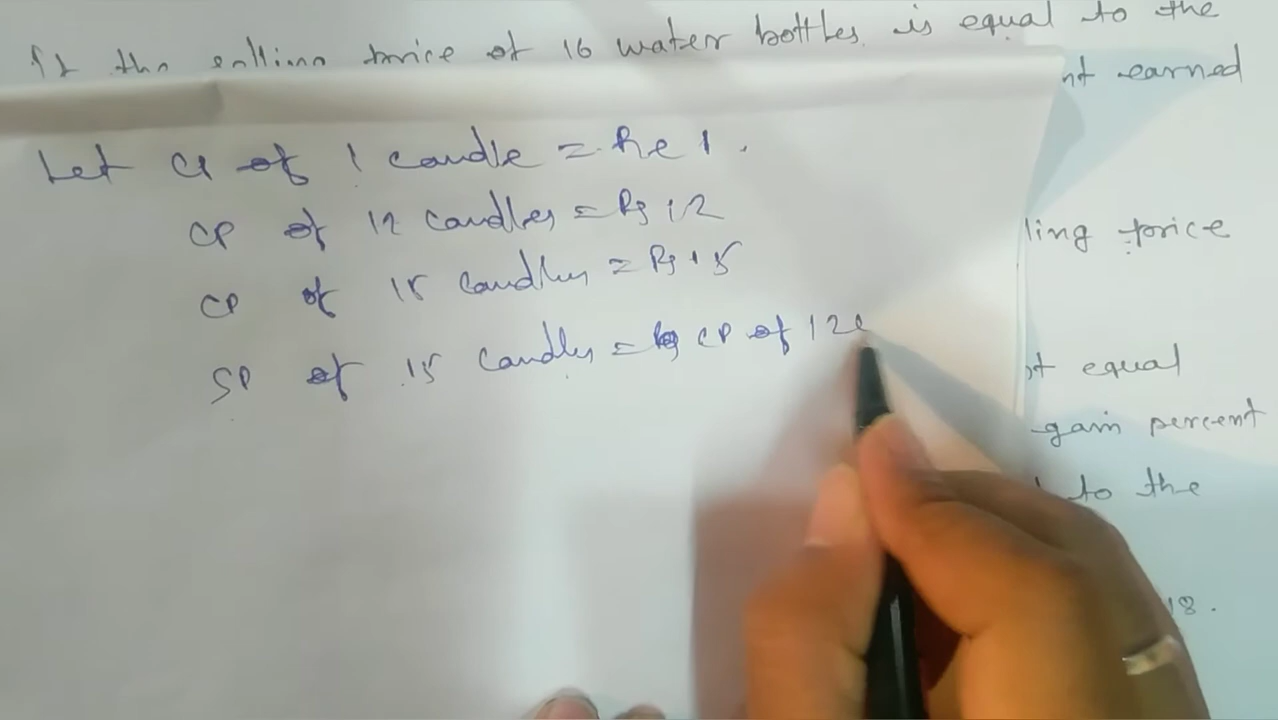 If the selling price of 16 water bottles is equal to the
nt earned
Let CP of 1 candle = Re 1.
CP of 12 candles = Rs 12
ling price
CP of 15 candles = Rs 15
SP of 15 candles = CP of 12c
ot equal
gain percent
to the
18.